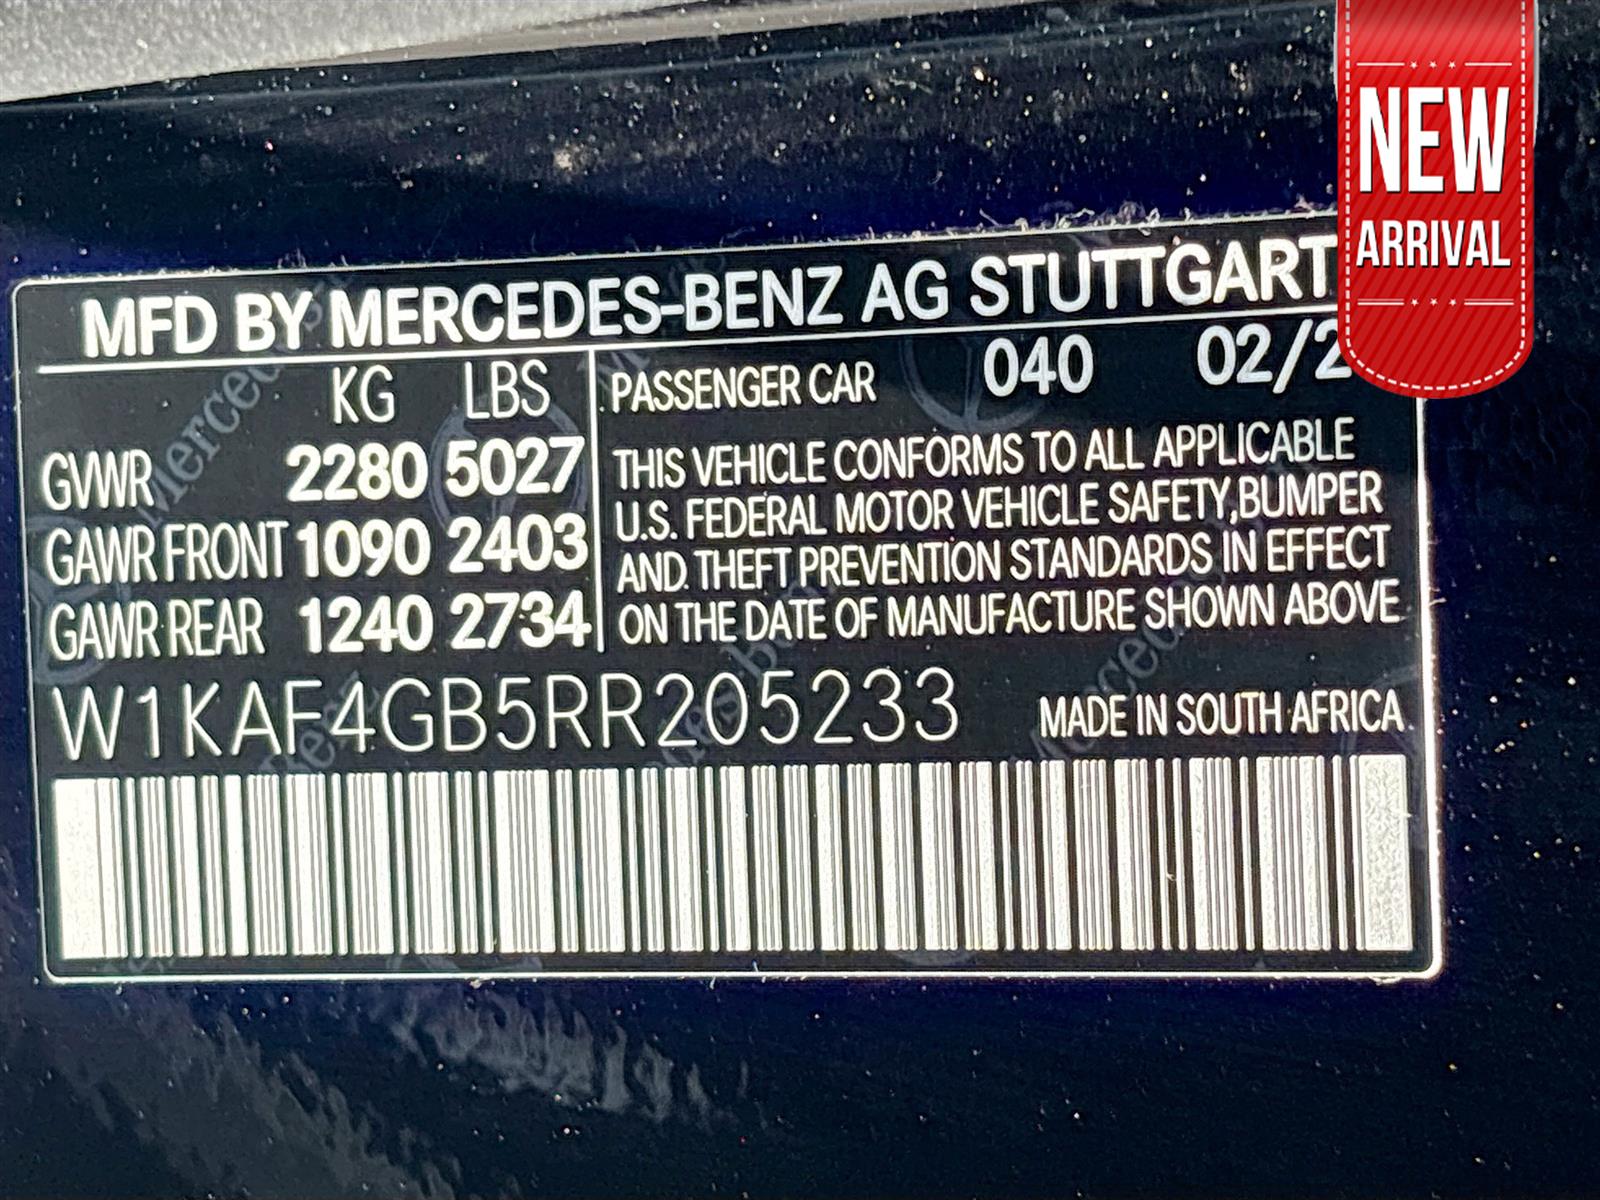 NEW
ARRIVAL
MFD BY MERCEDES-BENZ AG STUTTGART
KG LBS
PASSENGER CAR 040 02/2
GVWR 2280 5027
GAWR FRONT 1090 2403
GAWR REAR 1240 2734
THIS VEHICLE CONFORMS TO ALL APPLICABLE
U.S. FEDERAL MOTOR VEHICLE SAFETY,BUMPER
AND THEFT PREVENTION STANDARDS IN EFFECT
ON THE DATE OF MANUFACTURE SHOWN ABOVE
W1KAF4GB5RR205233
MADE IN SOUTH AFRICA